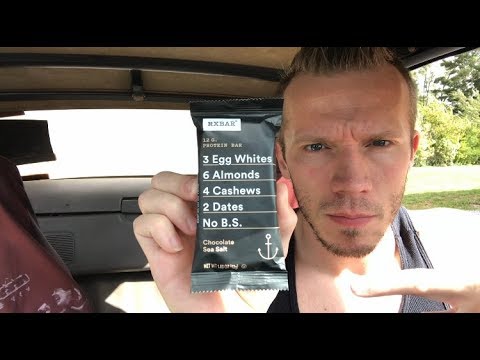 RXBAR
12 G.
PROTEIN BAR
3 Egg Whites
6 Almonds
4 Cashews
2 Dates
No B.S.
Chocolate
Sea Salt